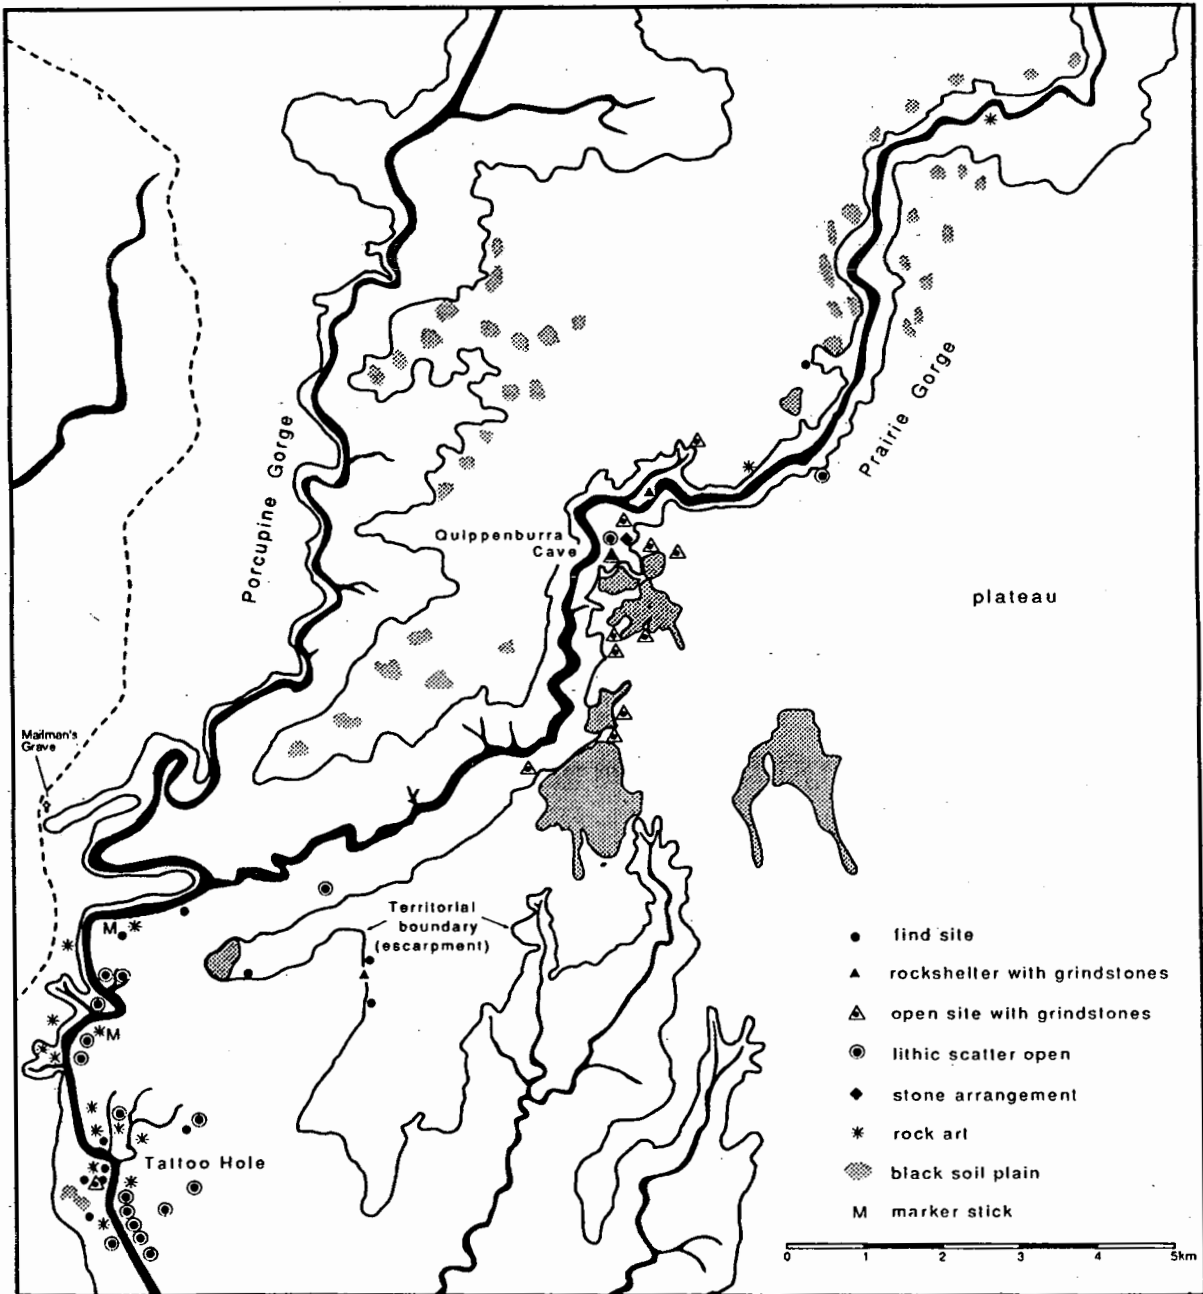 Porcupine Gorge
Prairie Gorge
Quippenburra
Cave
plateau
Mailman's
Grave
Territorial
boundary
(escarpment)
M
M
Tattoo Hole
find site
rockshelter with grindstones
open site with grindstones
lithic scatter open
stone arrangement
rock art
black soil plain
M marker stick
0 1 2 3 4 5km